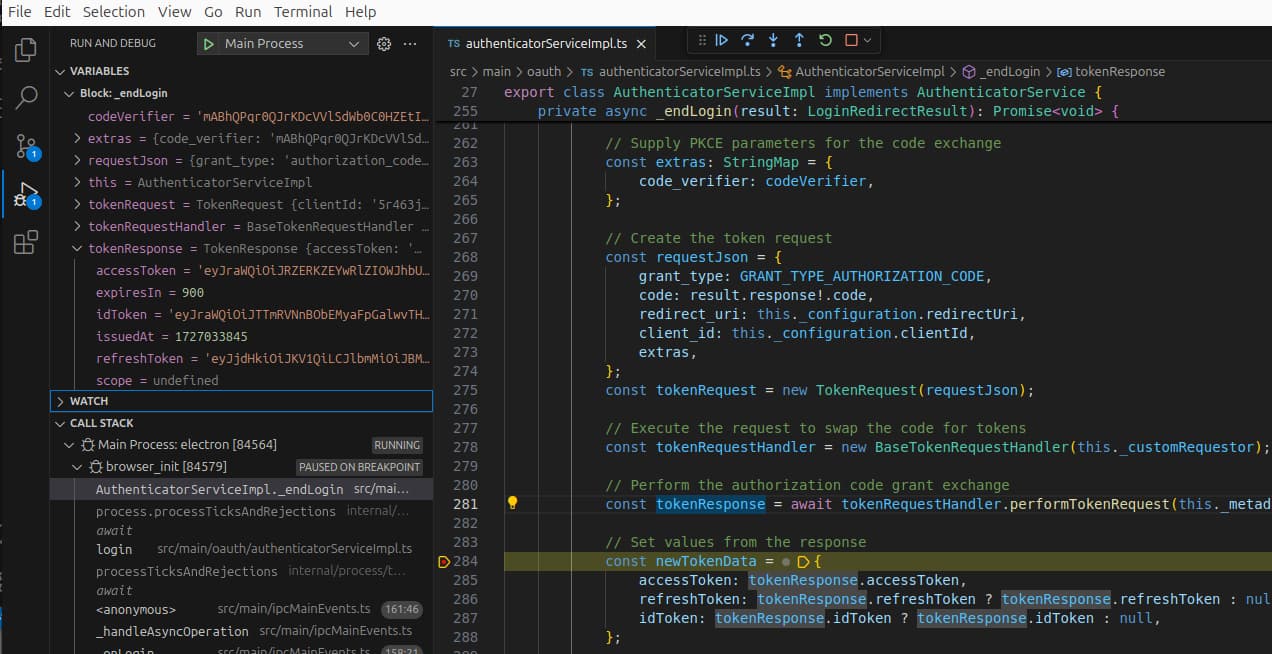 File Edit Selection View Go Run Terminal Help
RUN AND DEBUG
Main Process
VARIABLES
Block: _endLogin
codeVerifier = 'mABhQPqr0QJrKDcVVlSdWb0C0HZEtI…
extras = {code_verifier: 'mABhQPqr0QJrKDcVVlSd…
requestJson = {grant_type: 'authorization_code…
this = AuthenticatorServiceImpl
tokenRequest = TokenRequest {clientId: '5r463j…
tokenRequestHandler = BaseTokenRequestHandler …
tokenResponse = TokenResponse {accessToken: '…
accessToken = 'eyJraWQiOiJRZERKZEYwRlZIOWJhbU…
expiresIn = 900
idToken = 'eyJraWQiOiJTTmRVNnBObEMyaFpGalwvTH…
issuedAt = 1727033845
refreshToken = 'eyJjdHkiOiJKV1QiLCJlbmMiOiJBM…
scope = undefined
WATCH
CALL STACK
Main Process: electron [84564] RUNNING
browser_init [84579] PAUSED ON BREAKPOINT
AuthenticatorServiceImpl._endLogin src/mai…
process.processTicksAndRejections internal/…
await
login src/main/oauth/authenticatorServiceImpl.ts
processTicksAndRejections internal/process/t…
await
<anonymous> src/main/ipcMainEvents.ts 161:46
_handleAsyncOperation src/main/ipcMainEvents.ts
_onLogin src/main/ipcMainEvents.ts 158:21
1
1
TS authenticatorServiceImpl.ts
src > main > oauth > TS authenticatorServiceImpl.ts > AuthenticatorServiceImpl > _endLogin > tokenResponse
27 export class AuthenticatorServiceImpl implements AuthenticatorService {
255 private async _endLogin(result: LoginRedirectResult): Promise<void> {
261
262 // Supply PKCE parameters for the code exchange
263 const extras: StringMap = {
264 code_verifier: codeVerifier,
265 };
266
267 // Create the token request
268 const requestJson = {
269 grant_type: GRANT_TYPE_AUTHORIZATION_CODE,
270 code: result.response!.code,
271 redirect_uri: this._configuration.redirectUri,
272 client_id: this._configuration.clientId,
273 extras,
274 };
275 const tokenRequest = new TokenRequest(requestJson);
276
277 // Execute the request to swap the code for tokens
278 const tokenRequestHandler = new BaseTokenRequestHandler(this._customRequestor);
279
280 // Perform the authorization code grant exchange
281 const tokenResponse = await tokenRequestHandler.performTokenRequest(this._metad
282
283 // Set values from the response
284 const newTokenData = {
285 accessToken: tokenResponse.accessToken,
286 refreshToken: tokenResponse.refreshToken ? tokenResponse.refreshToken : nul
287 idToken: tokenResponse.idToken ? tokenResponse.idToken : null,
288 };